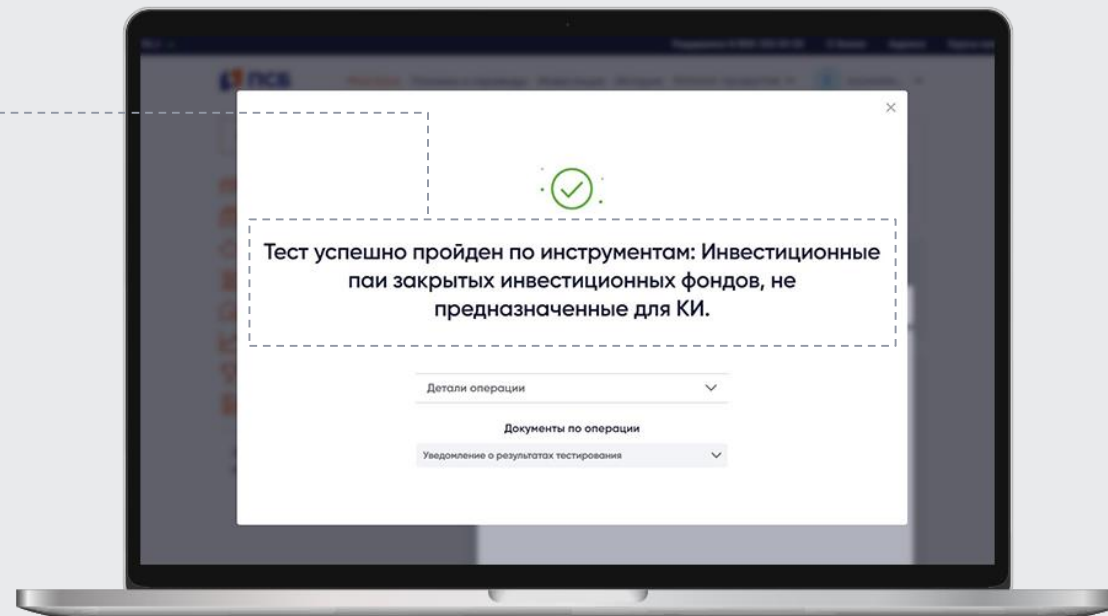 ПСБ
Тест успешно пройден по инструментам: Инвестиционные
паи закрытых инвестиционных фондов, не
предназначенные для КИ.
Детали операции
Документы по операции
Уведомление о результатах тестирования